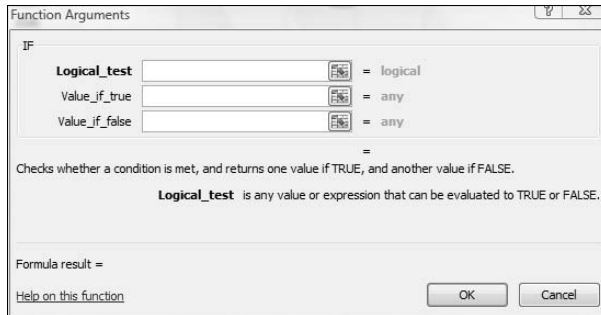 Function Arguments
IF
Logical_test = logical
Value_if_true = any
Value_if_false = any
=
Checks whether a condition is met, and returns one value if TRUE, and another value if FALSE.
Logical_test is any value or expression that can be evaluated to TRUE or FALSE.
Formula result =
Help on this function
OK Cancel